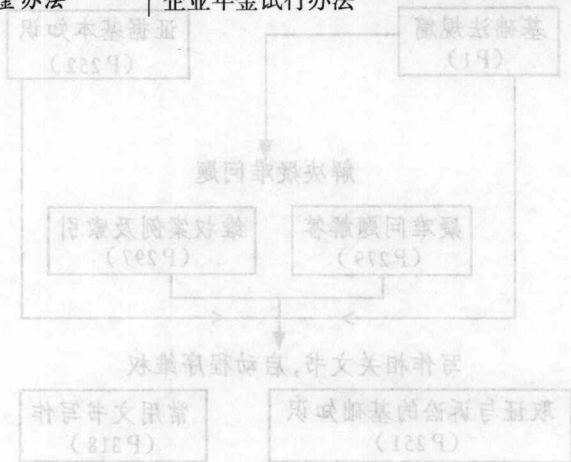 金办法 企业年金试行办法
证据基本知识 基础法规篇
(P252) (P1)
解决疑难问题
维权案例及索引 疑难问题解答
(P297) (P279)
写作相关文书,启动程序维权
常用文书写作 取证与诉讼的基础知识
(P318) (P251)